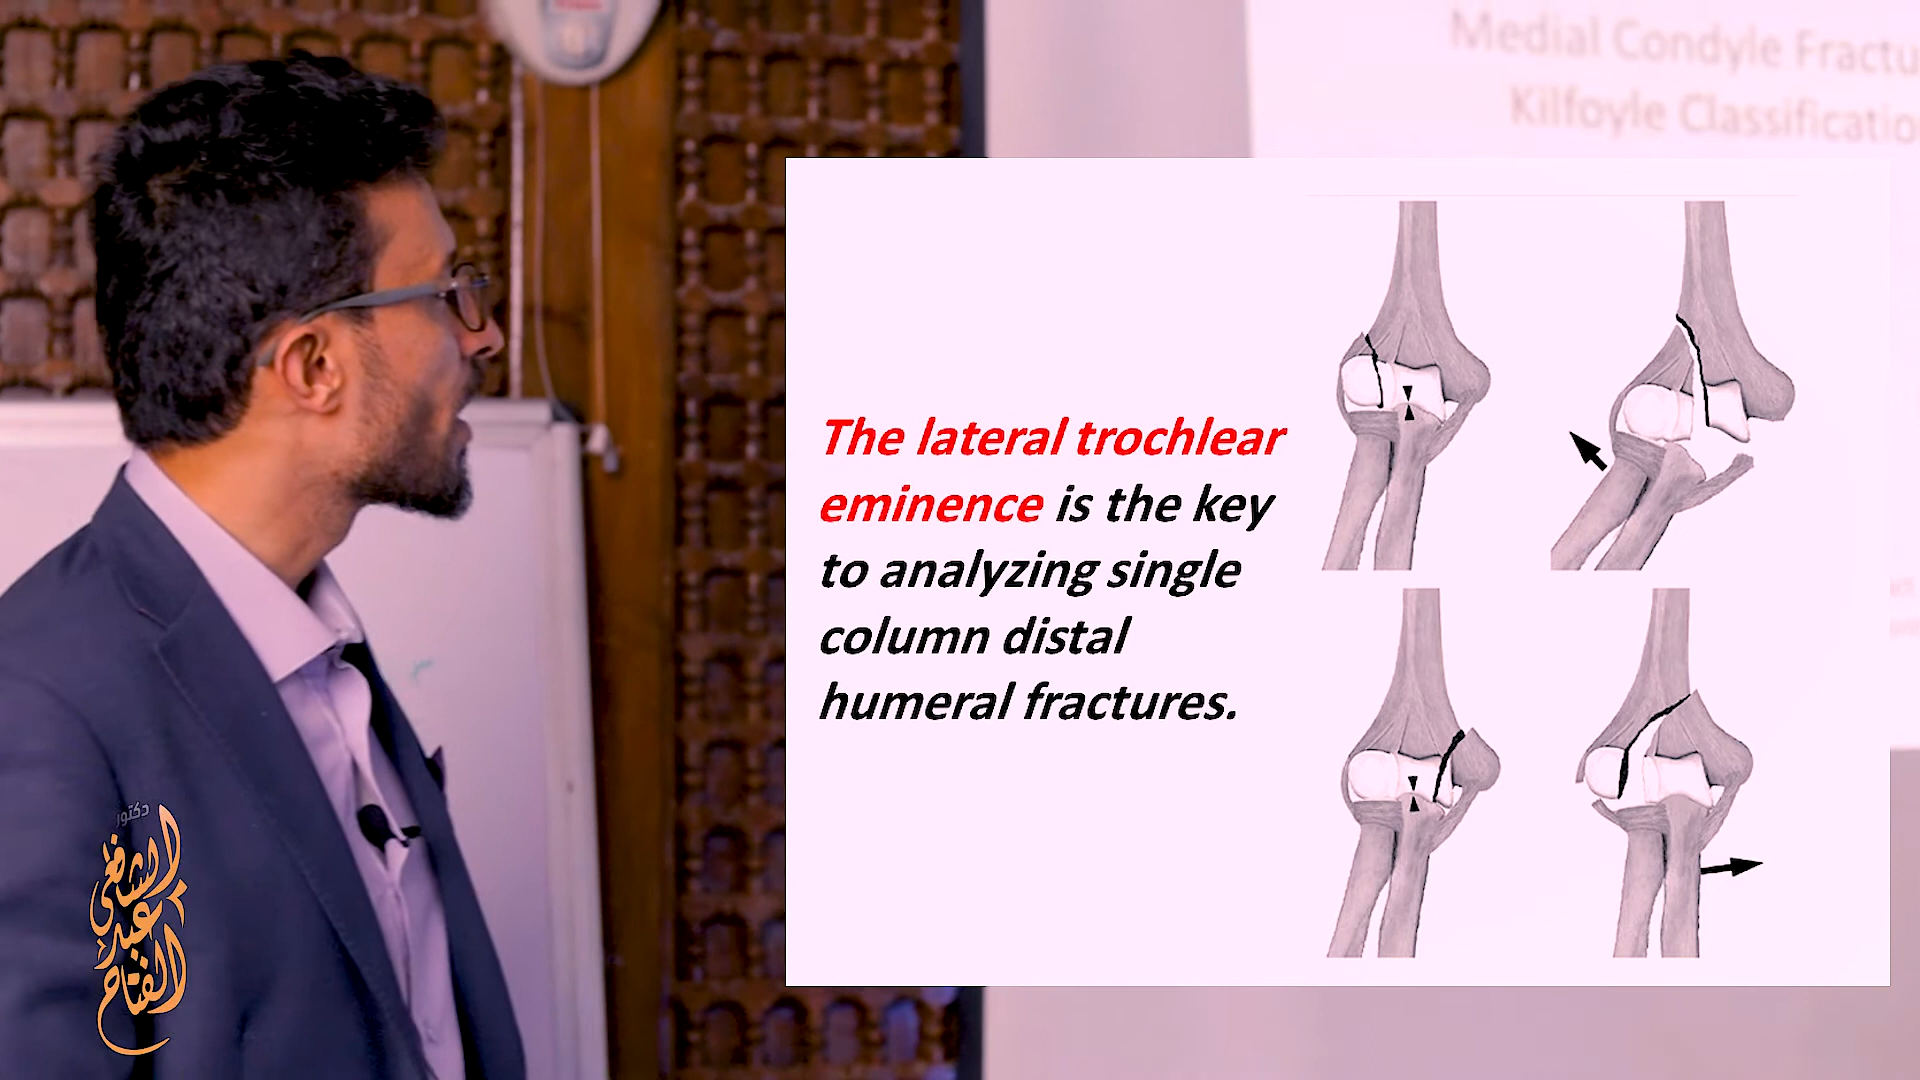 Medial Condyle Fractu
Kilfoyle Classificatio
The lateral trochlear
eminence is the key
to analyzing single
column distal
humeral fractures.
دكتور
الشافعي
عبد
الفتاح